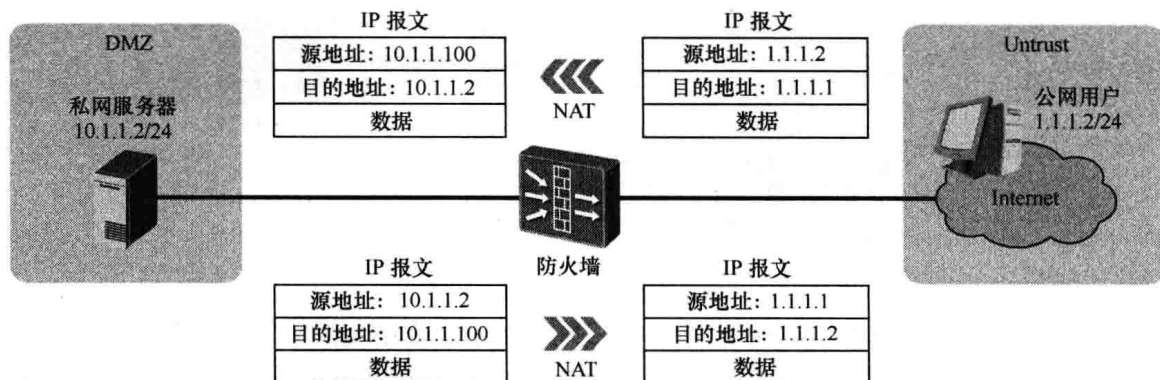 DMZ
私网服务器
10.1.1.2/24
IP 报文
源地址：10.1.1.100
目的地址：10.1.1.2
数据
NAT
IP 报文
源地址：1.1.1.2
目的地址：1.1.1.1
数据
Untrust
公网用户
1.1.1.2/24
Internet
防火墙
IP 报文
源地址：10.1.1.2
目的地址：10.1.1.100
数据
NAT
IP 报文
源地址：1.1.1.1
目的地址：1.1.1.2
数据